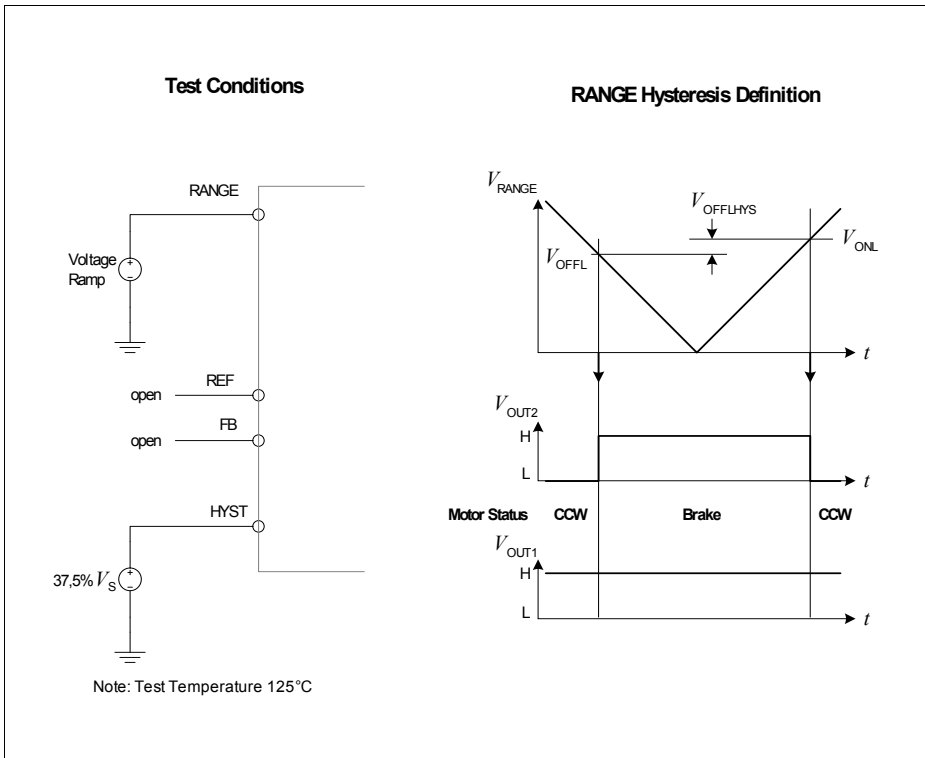 Test Conditions
RANGE
Voltage
Ramp
+
−
REF
open
FB
open
HYST
37,5% VS
+
−
Note: Test Temperature 125°C
RANGE Hysteresis Definition
VRANGE
VOFFLHYS
VOFFL
VONL
t
VOUT2
H
L
t
Motor Status CCW Brake CCW
VOUT1
H
L
t